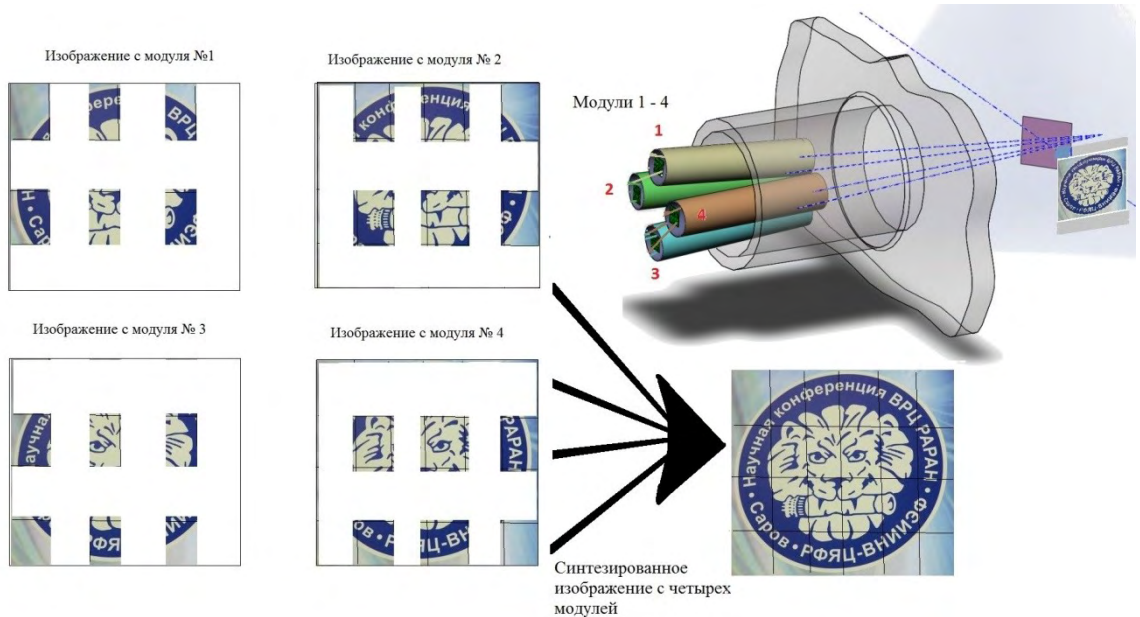 Изображение с модуля №1
Изображение с модуля № 2
Модули 1 - 4
1
2
4
3
Изображение с модуля № 3
Изображение с модуля № 4
Научная конференция ВРЦ РАРАН
• Саров • РФЯЦ-ВНИИЭФ •
Синтезированное
изображение с четырех
модулей